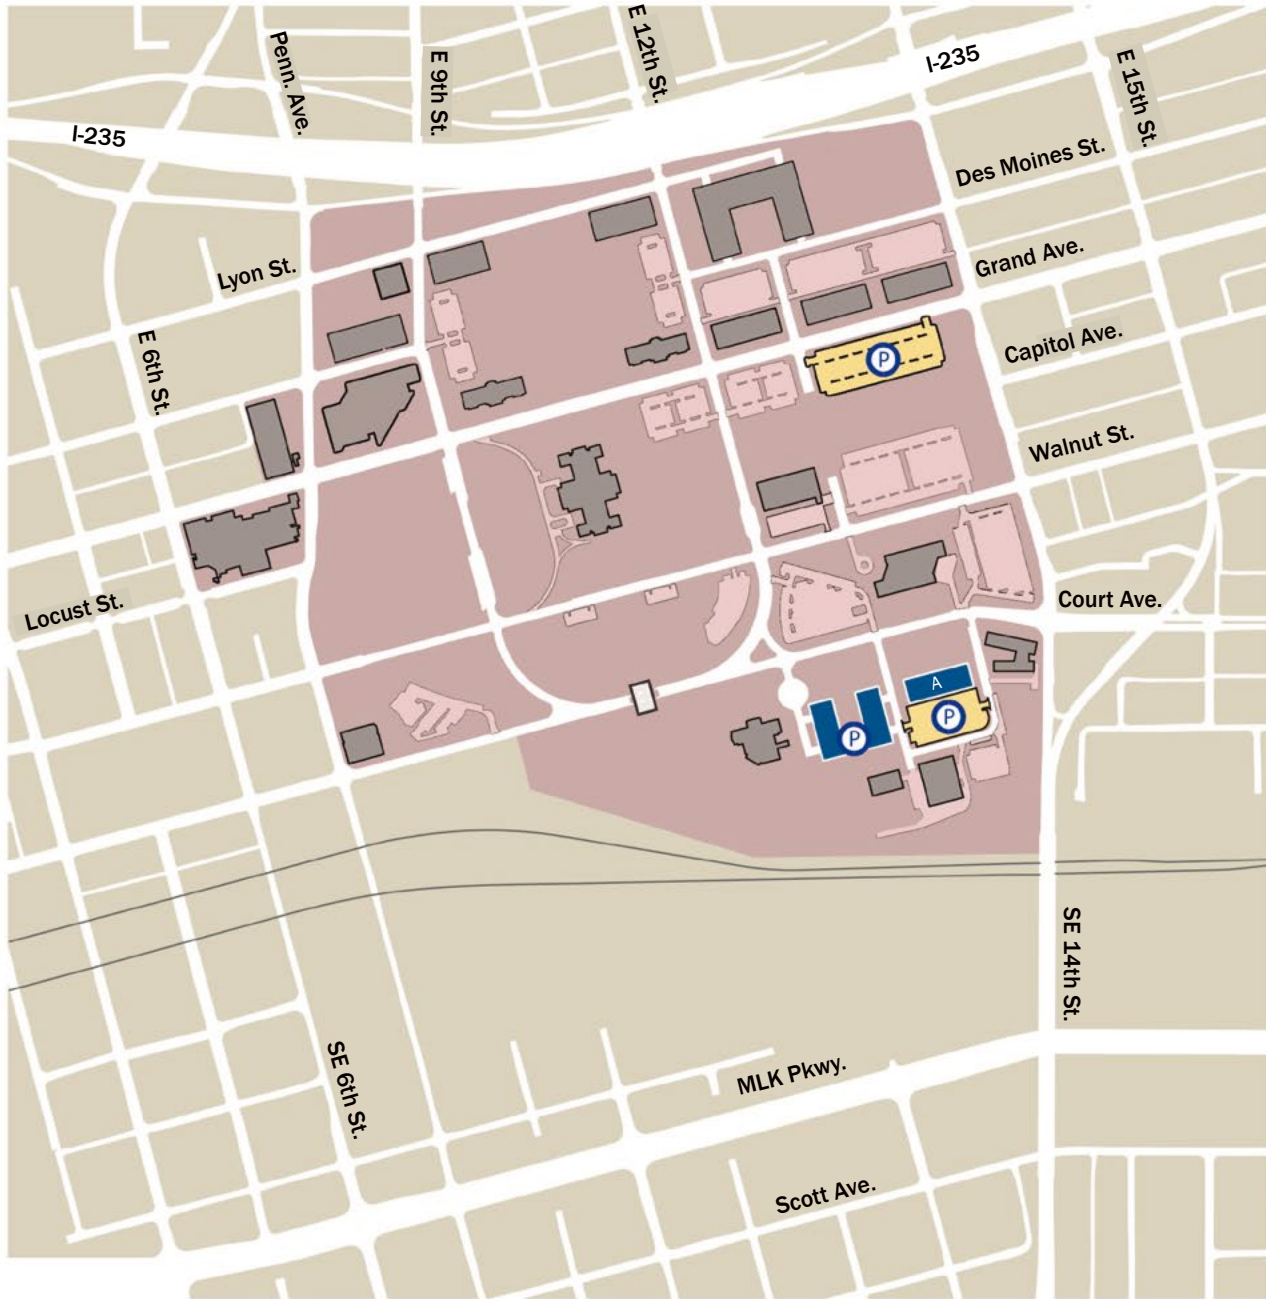 E 12th St.
Penn. Ave.
E 9th St.
I-235
E 15th St.
I-235
Des Moines St.
Lyon St.
Grand Ave.
Capitol Ave.
E 6th St.
P
Walnut St.
Locust St.
Court Ave.
A
P
P
SE 14th St.
SE 6th St.
MLK Pkwy.
Scott Ave.